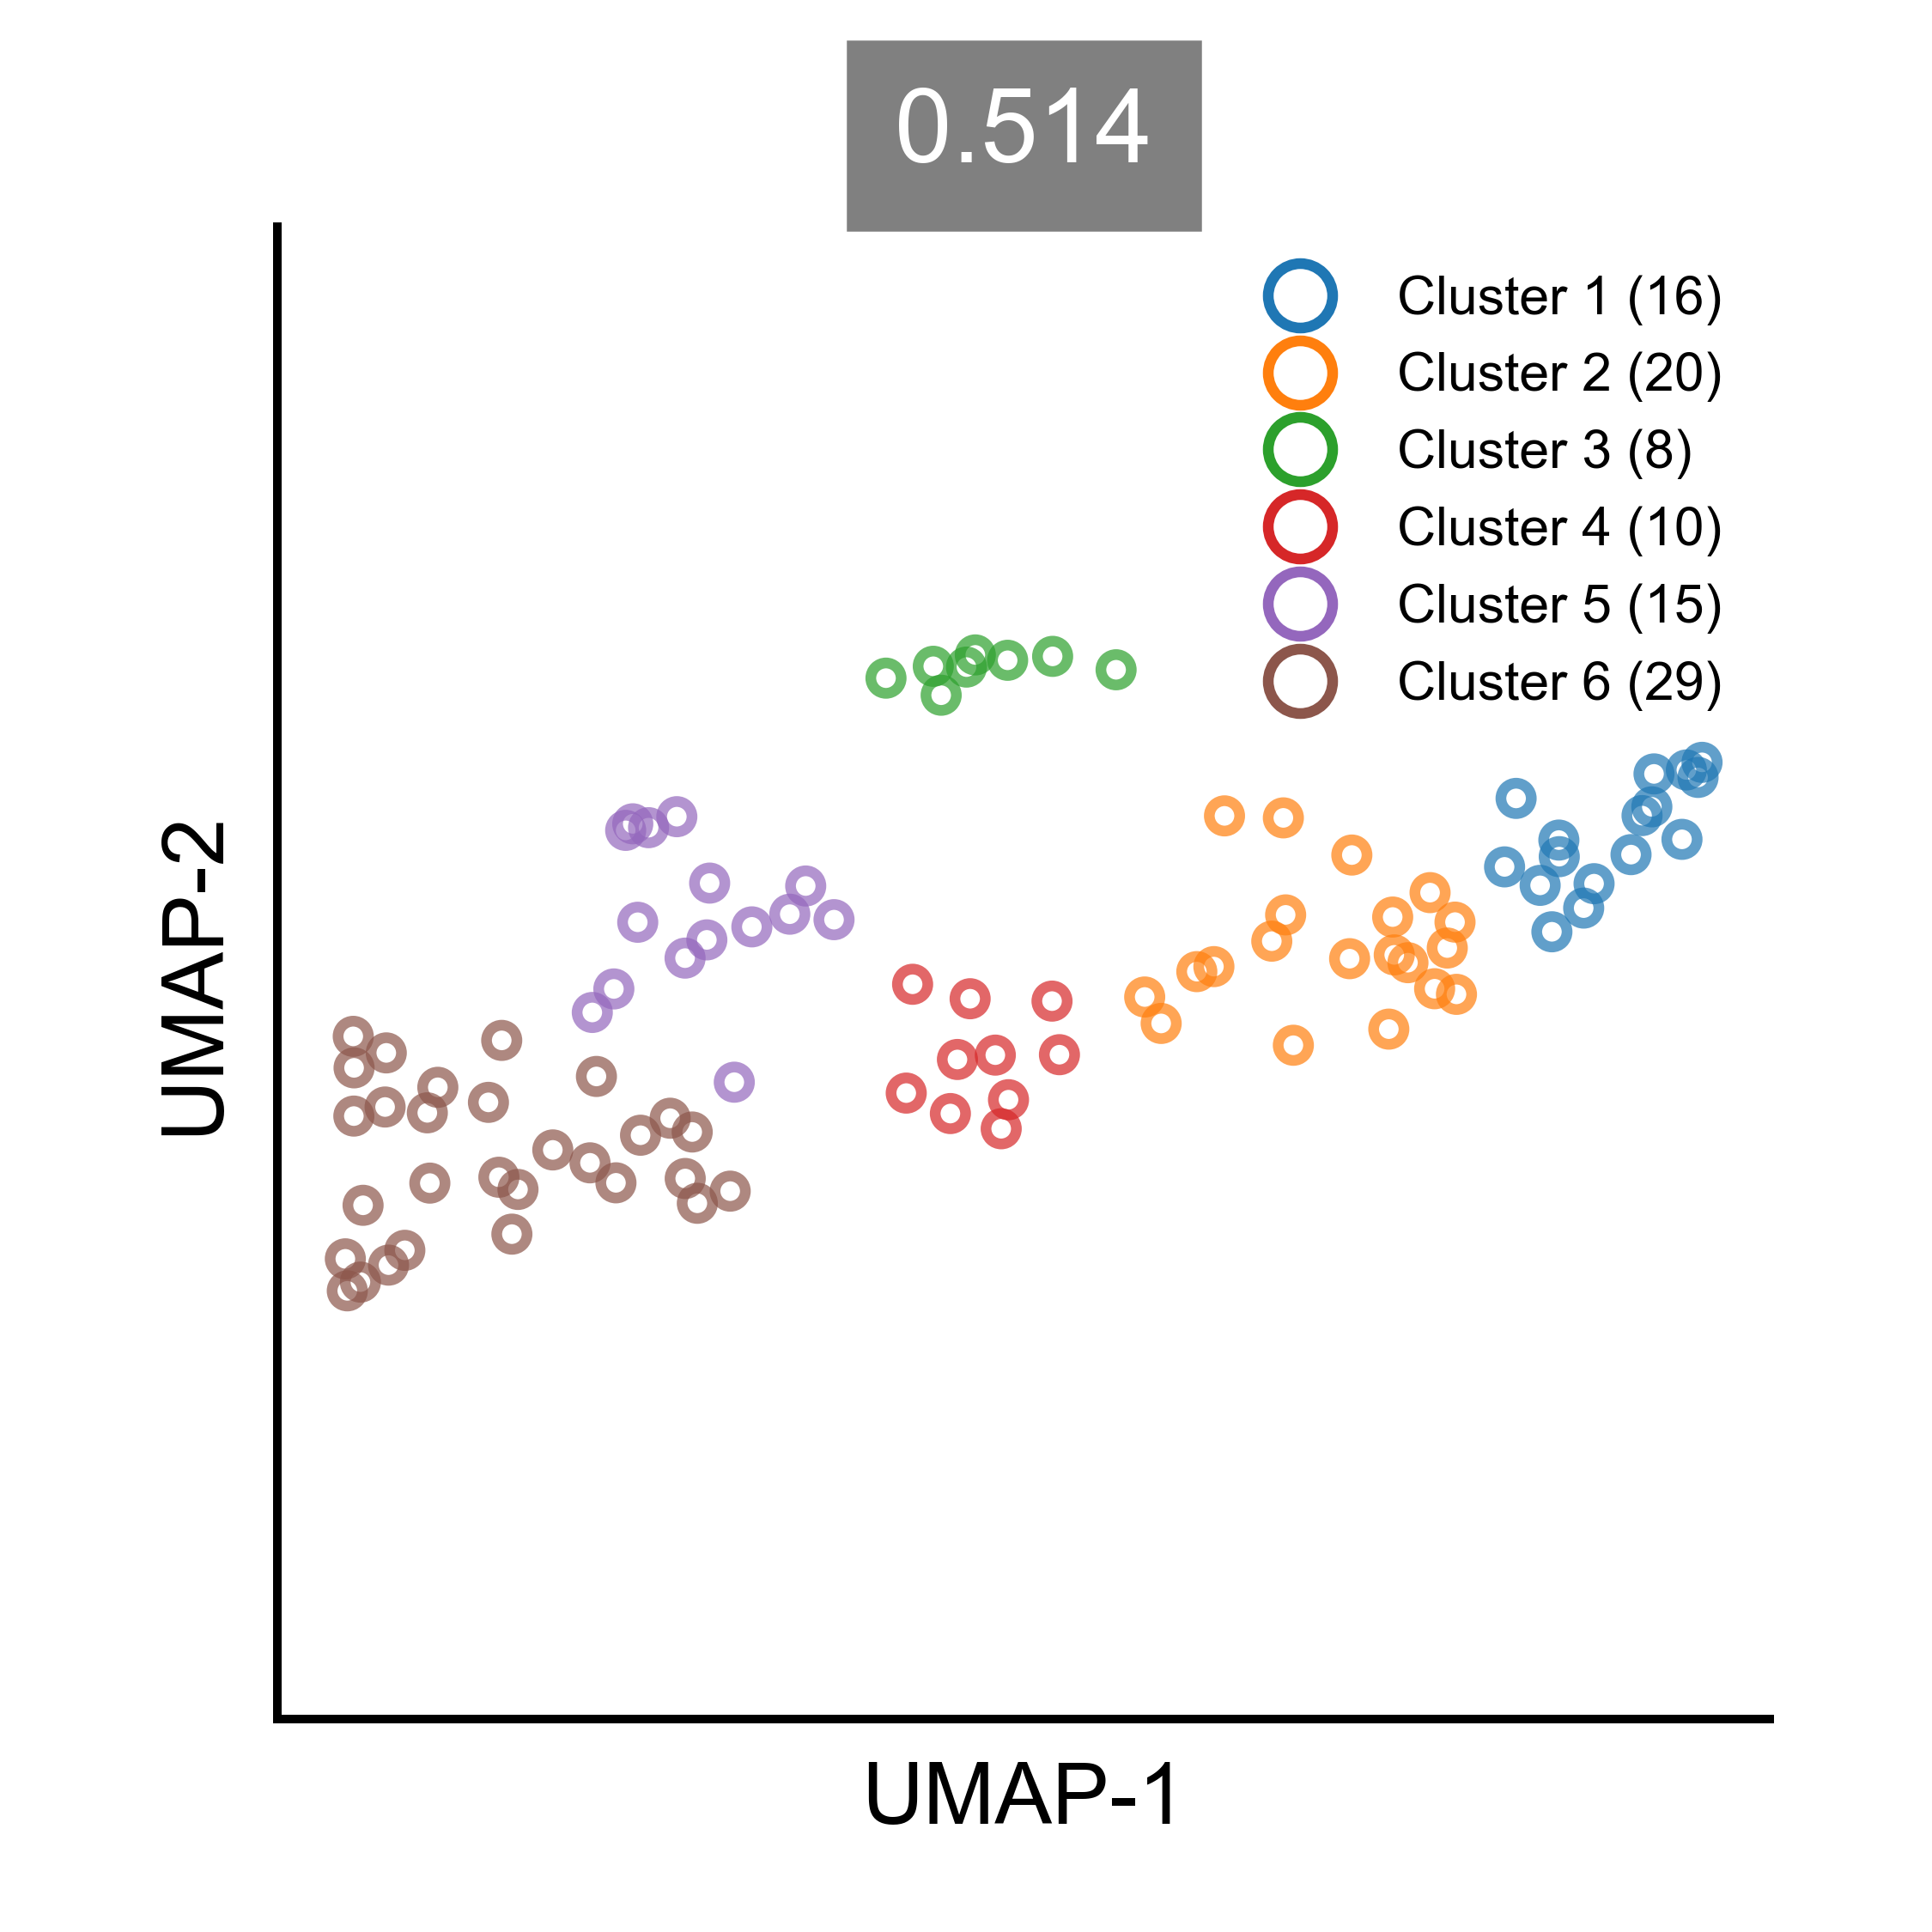 0.514
Cluster 1 (16)
Cluster 2 (20)
Cluster 3 (8)
Cluster 4 (10)
Cluster 5 (15)
Cluster 6 (29)
UMAP-2
UMAP-1